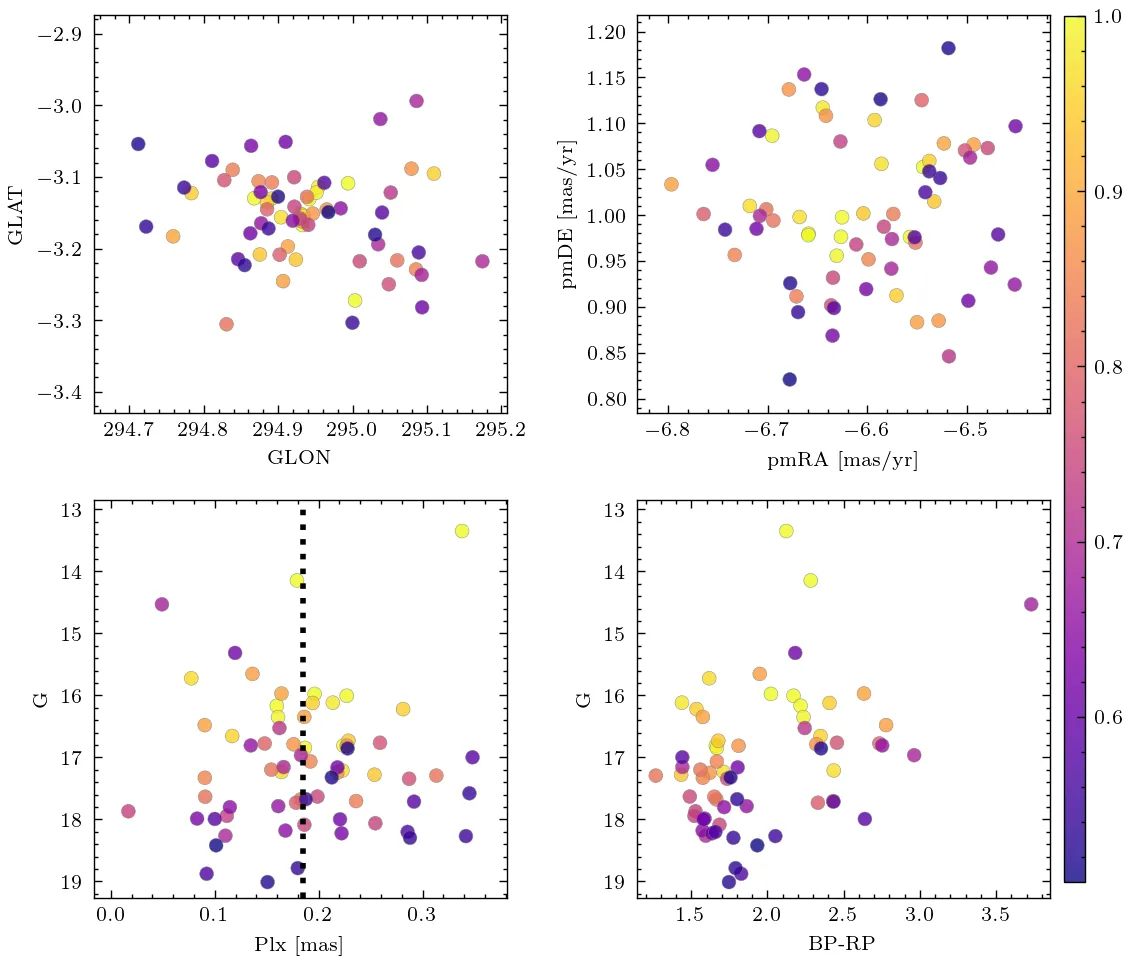 −2.9
−3.0
−3.1
−3.2
−3.3
−3.4
GLAT
294.7 294.8 294.9 295.0 295.1 295.2
GLON
1.20
1.15
1.10
1.05
1.00
0.95
0.90
0.85
0.80
pmDE [mas/yr]
−6.8 −6.7 −6.6 −6.5
pmRA [mas/yr]
1.0
0.9
0.8
0.7
0.6
13
14
15
16
17
18
19
G
0.0 0.1 0.2 0.3
Plx [mas]
13
14
15
16
17
18
19
G
1.5 2.0 2.5 3.0 3.5
BP-RP